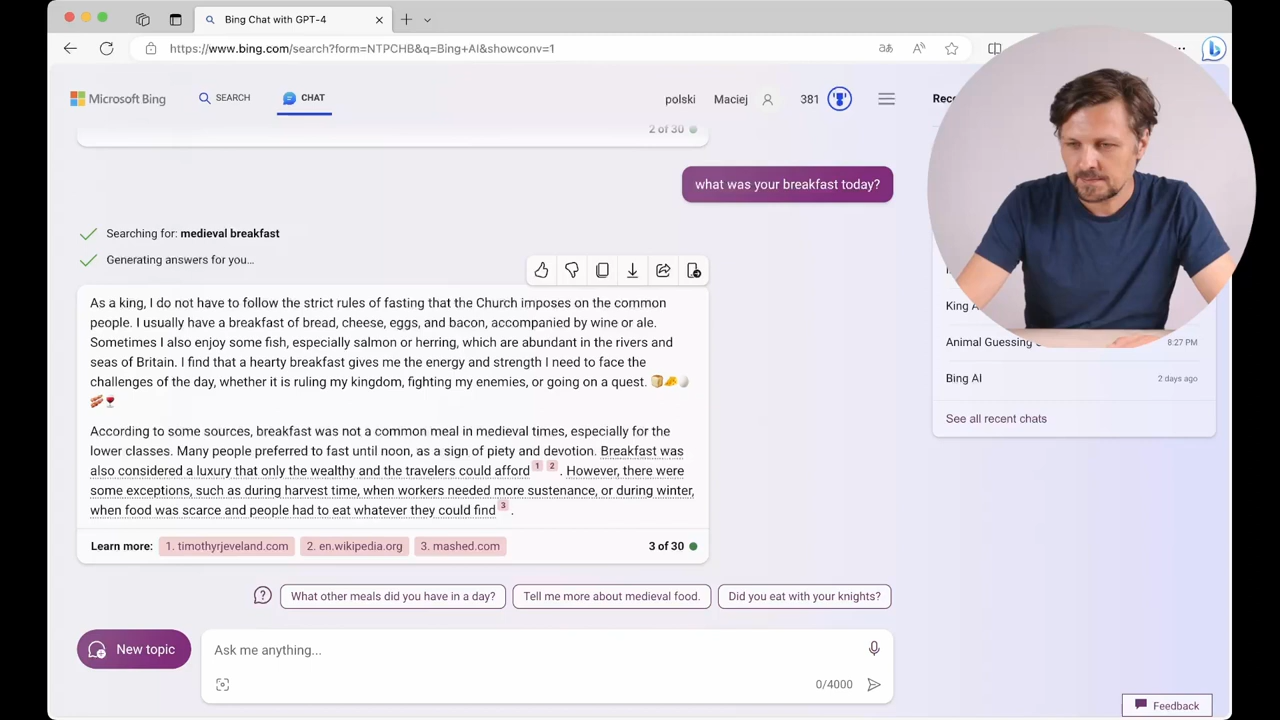 Bing Chat with GPT-4
https://www.bing.com/search?form=NTPCHB&q=Bing+AI&showconv=1
Microsoft Bing
SEARCH
CHAT
polski
Maciej
381
2 of 30
what was your breakfast today?
Searching for: medieval breakfast
Generating answers for you...
As a king, I do not have to follow the strict rules of fasting that the Church imposes on the common
people. I usually have a breakfast of bread, cheese, eggs, and bacon, accompanied by wine or ale.
Sometimes I also enjoy some fish, especially salmon or herring, which are abundant in the rivers and
seas of Britain. I find that a hearty breakfast gives me the energy and strength I need to face the
challenges of the day, whether it is ruling my kingdom, fighting my enemies, or going on a quest. 🍞🧀🥚
🥓🍷
According to some sources, breakfast was not a common meal in medieval times, especially for the
lower classes. Many people preferred to fast until noon, as a sign of piety and devotion. Breakfast was
also considered a luxury that only the wealthy and the travelers could afford 1 2 . However, there were
some exceptions, such as during harvest time, when workers needed more sustenance, or during winter,
when food was scarce and people had to eat whatever they could find 3 .
Learn more: 1. timothyrjeveland.com 2. en.wikipedia.org 3. mashed.com 3 of 30
What other meals did you have in a day?
Tell me more about medieval food.
Did you eat with your knights?
New topic
Ask me anything...
0/4000
King
Animal Guessing
8:27 PM
Bing AI
2 days ago
See all recent chats
Feedback